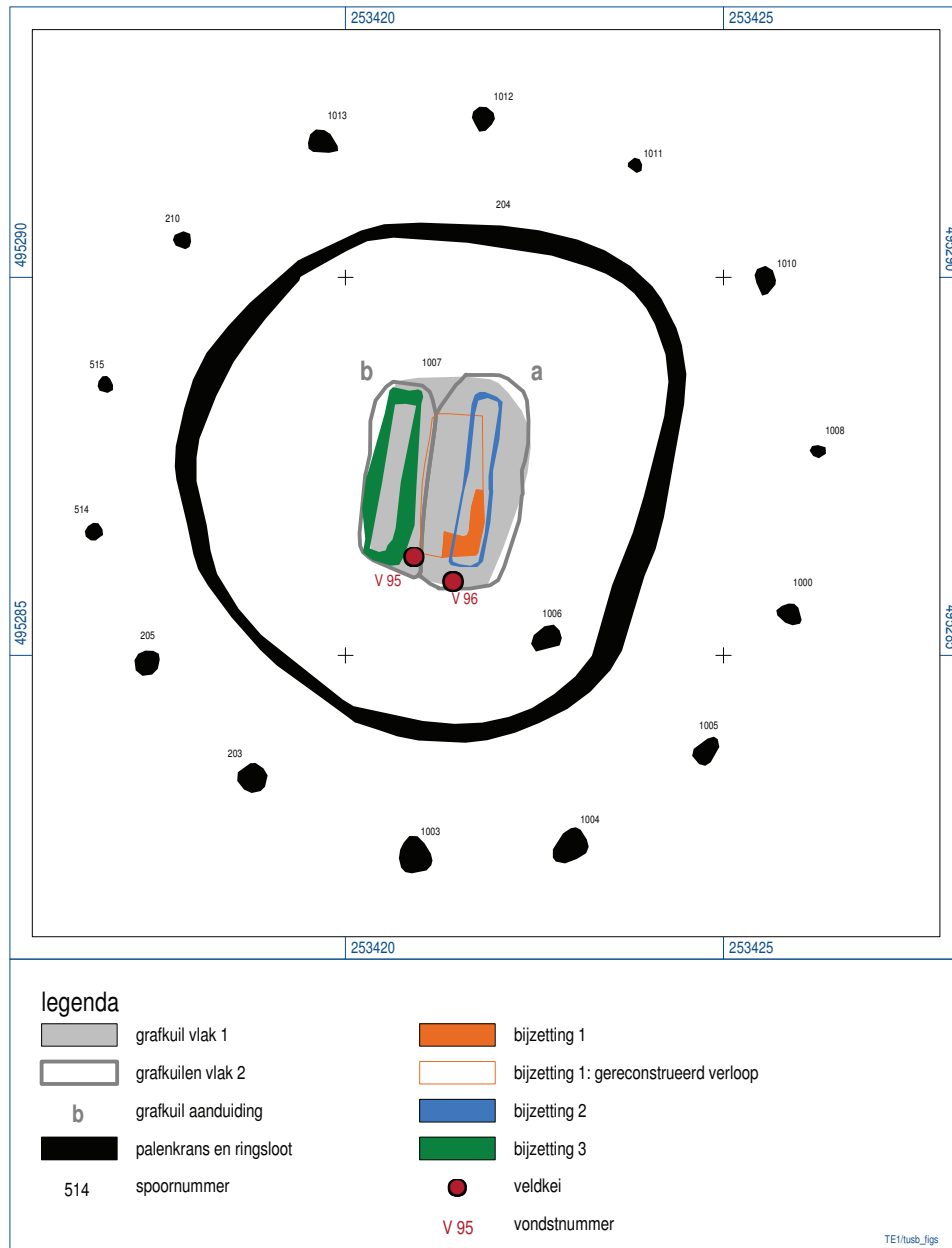 253420
253425
1013
1012
1011
204
210
495290
495290
1010
1007
b
a
515
1008
514
V 95
V 96
1006
1000
495285
495285
205
1005
203
1003
1004
253420
253425
legenda
grafkuil vlak 1
grafkuilen vlak 2
b
grafkuil aanduiding
palenkrans en ringsloot
514
spoornummer
bijzetting 1
bijzetting 1: gereconstrueerd verloop
bijzetting 2
bijzetting 3
veldkei
V 95
vondstnummer
TE1/tusb_figs